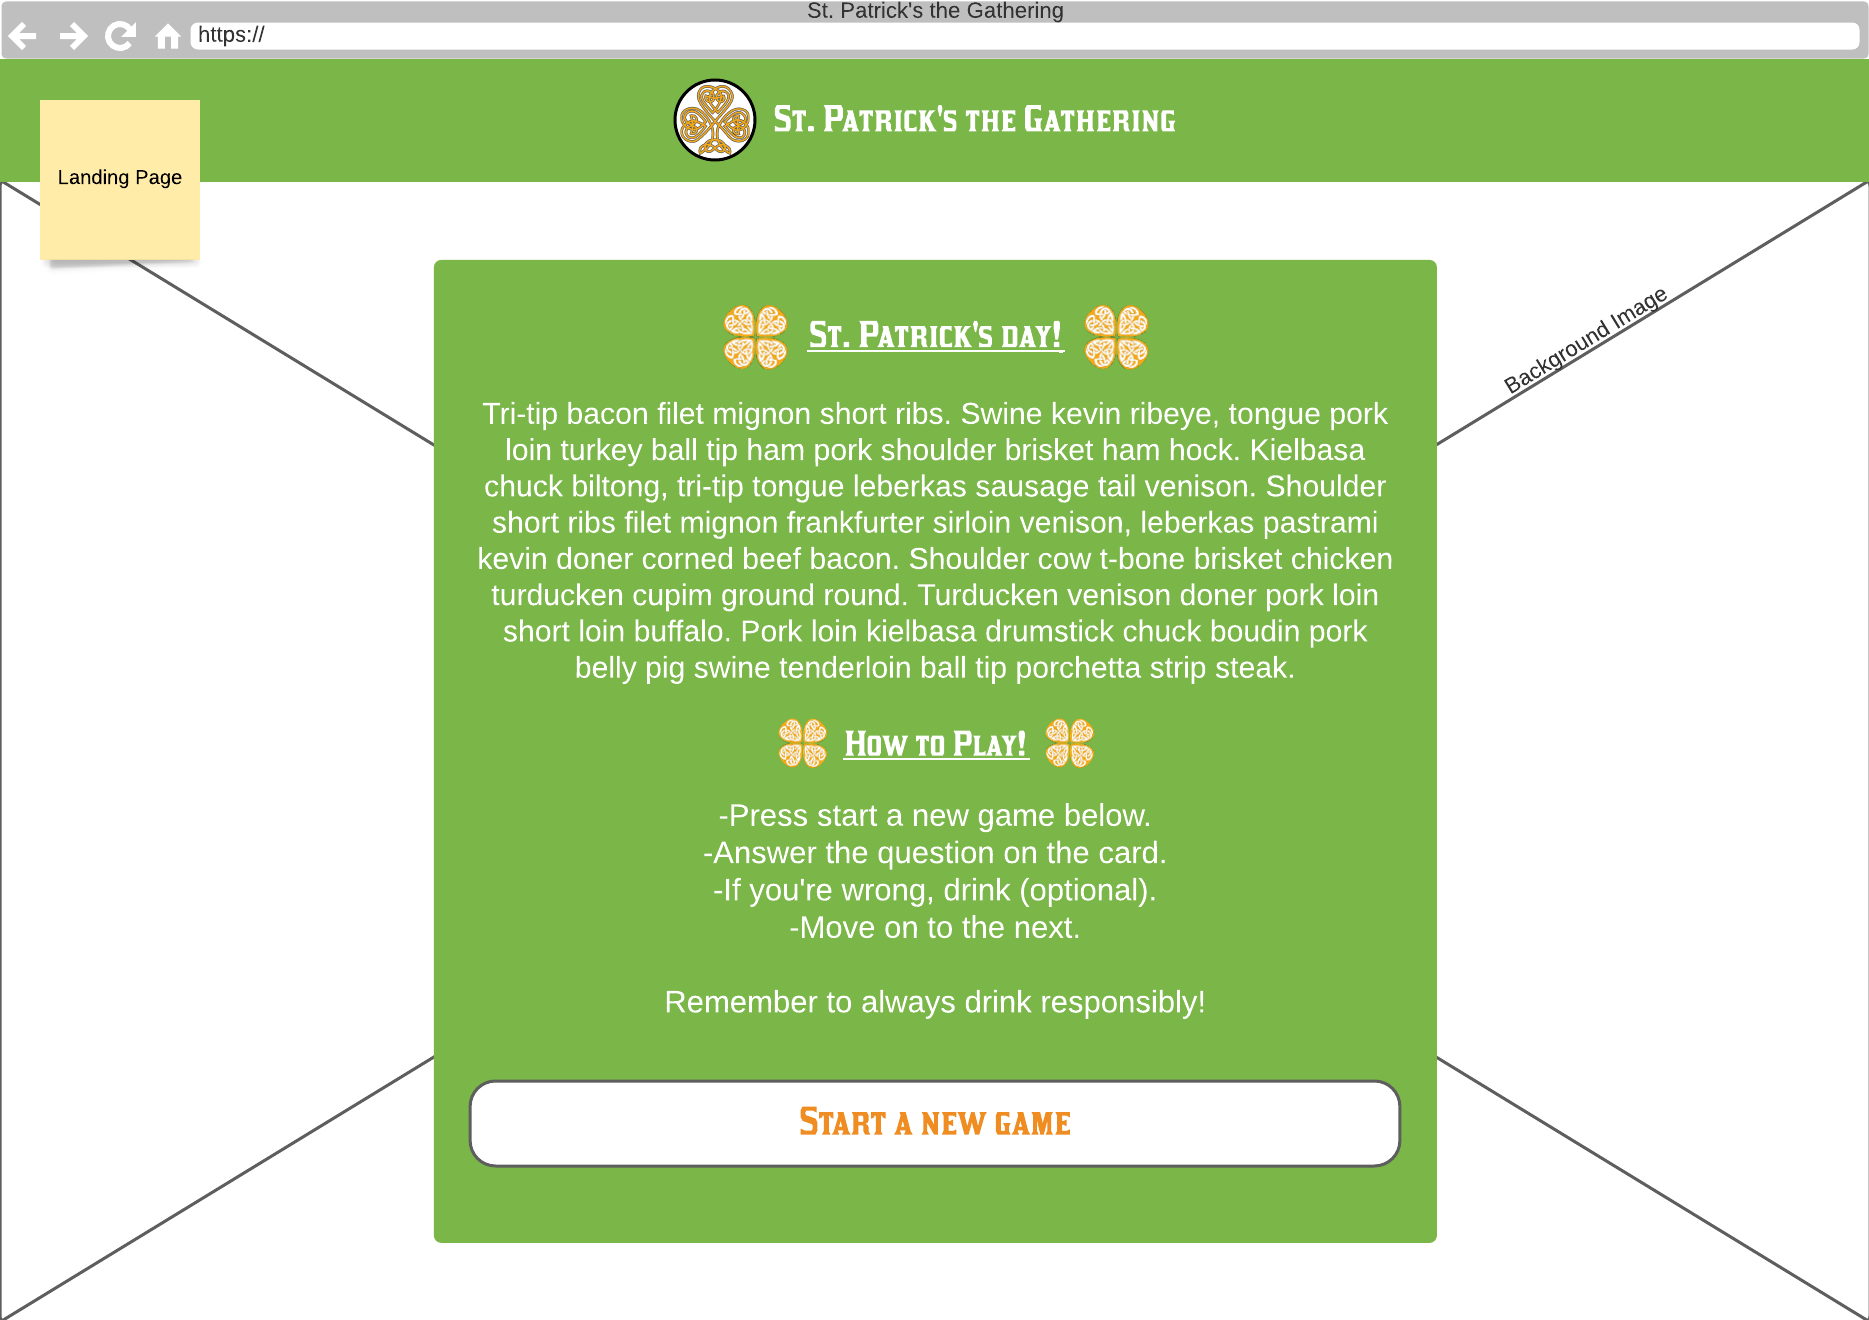 St. Patrick's the Gathering
https://
St. Patrick's the Gathering
Landing Page
Background Image
St. Patrick's day!
Tri-tip bacon filet mignon short ribs. Swine kevin ribeye, tongue pork
loin turkey ball tip ham pork shoulder brisket ham hock. Kielbasa
chuck biltong, tri-tip tongue leberkas sausage tail venison. Shoulder
short ribs filet mignon frankfurter sirloin venison, leberkas pastrami
kevin doner corned beef bacon. Shoulder cow t-bone brisket chicken
turducken cupim ground round. Turducken venison doner pork loin
short loin buffalo. Pork loin kielbasa drumstick chuck boudin pork
belly pig swine tenderloin ball tip porchetta strip steak.
How to Play!
-Press start a new game below.
-Answer the question on the card.
-If you're wrong, drink (optional).
-Move on to the next.
Remember to always drink responsibly!
Start a new game